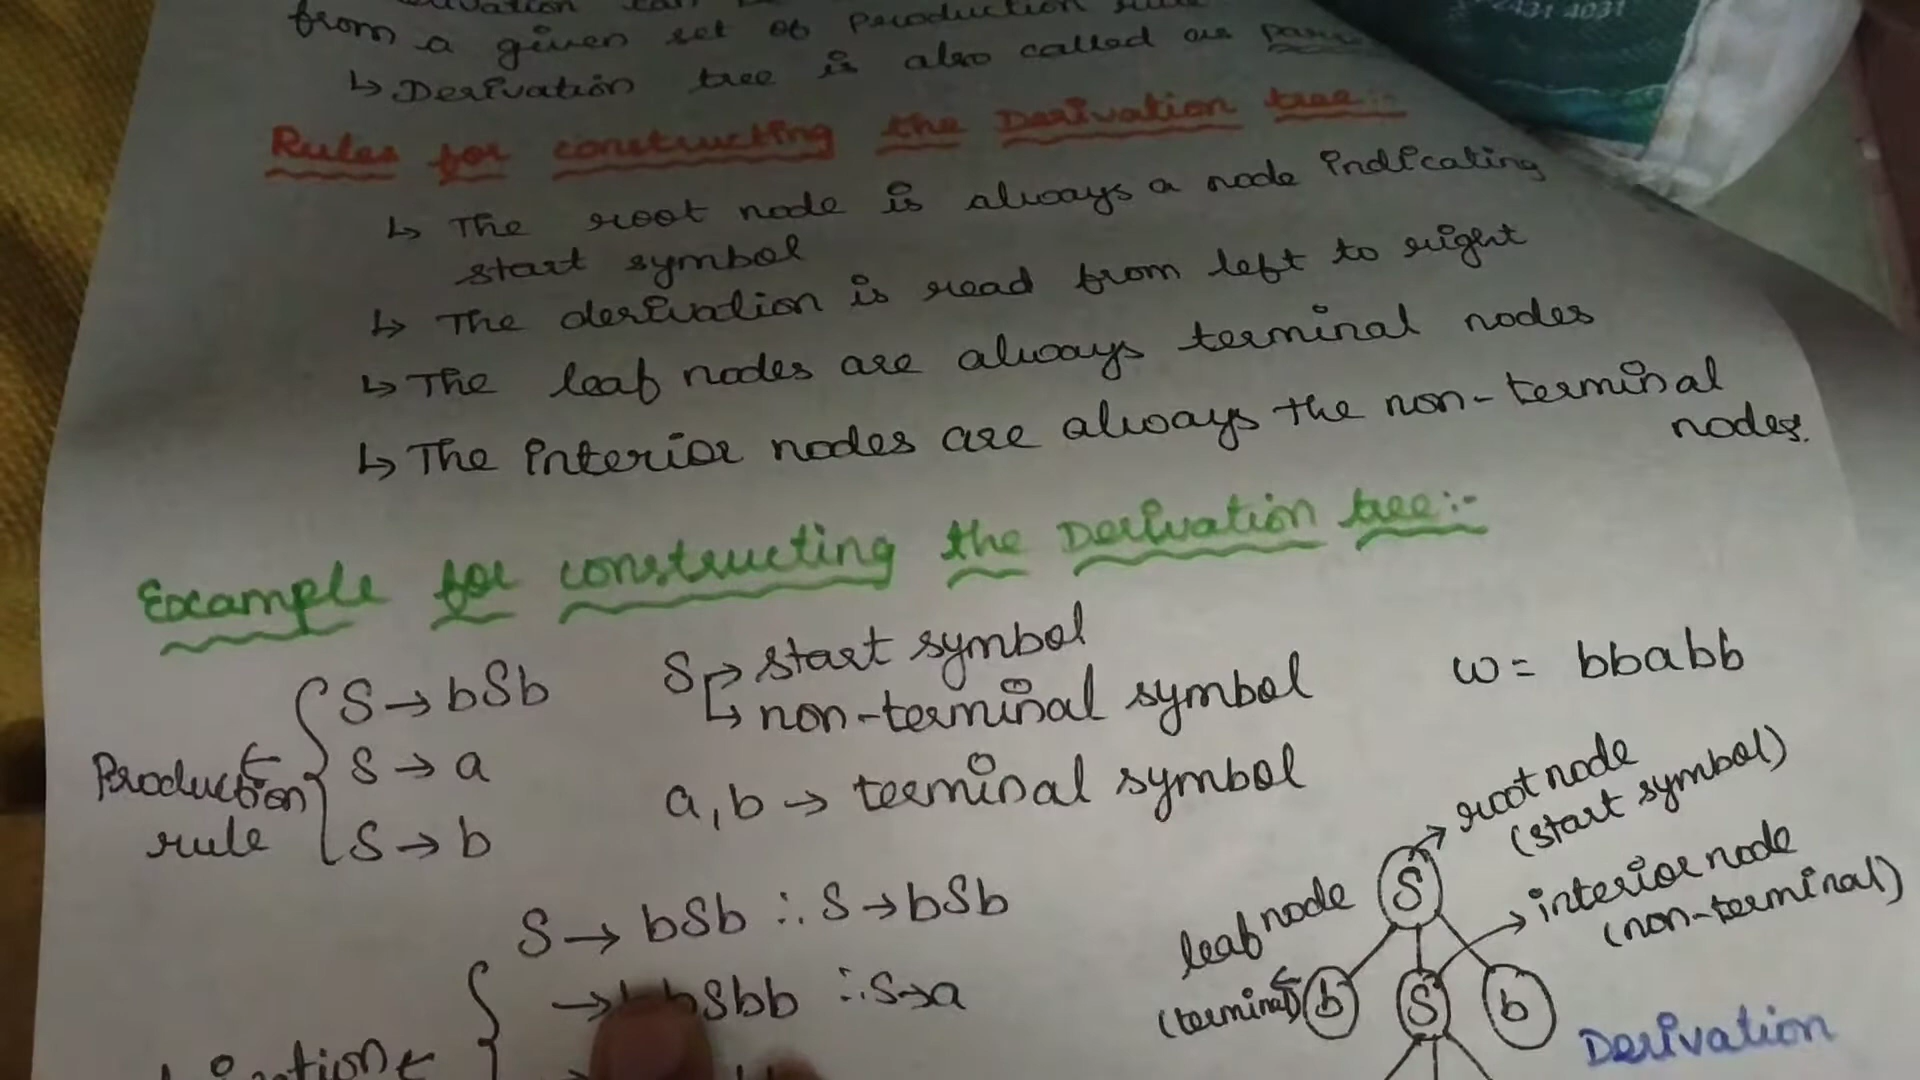 from a given set of production
↳ Derivation tree is also called as
Rules for constructing the Derivation tree:-
↳ The root node is always a node indicating
start symbol
↳ The derivation is read from left to right
↳ The leaf nodes are always terminal nodes
↳ The interior nodes are always the non-terminal
nodes.
Example for constructing the Derivation tree:-
S → start symbol
↳ non-terminal symbol
w = bbabb
Production
rule
S → bSb
S → a
S → b
a, b → terminal symbol
S → bSb ∴ S → bSb
→ bSbb ∴ S → a
root node
(start symbol)
interior node
(non-terminal)
leaf node
(terminal)
S
b S b
Derivation